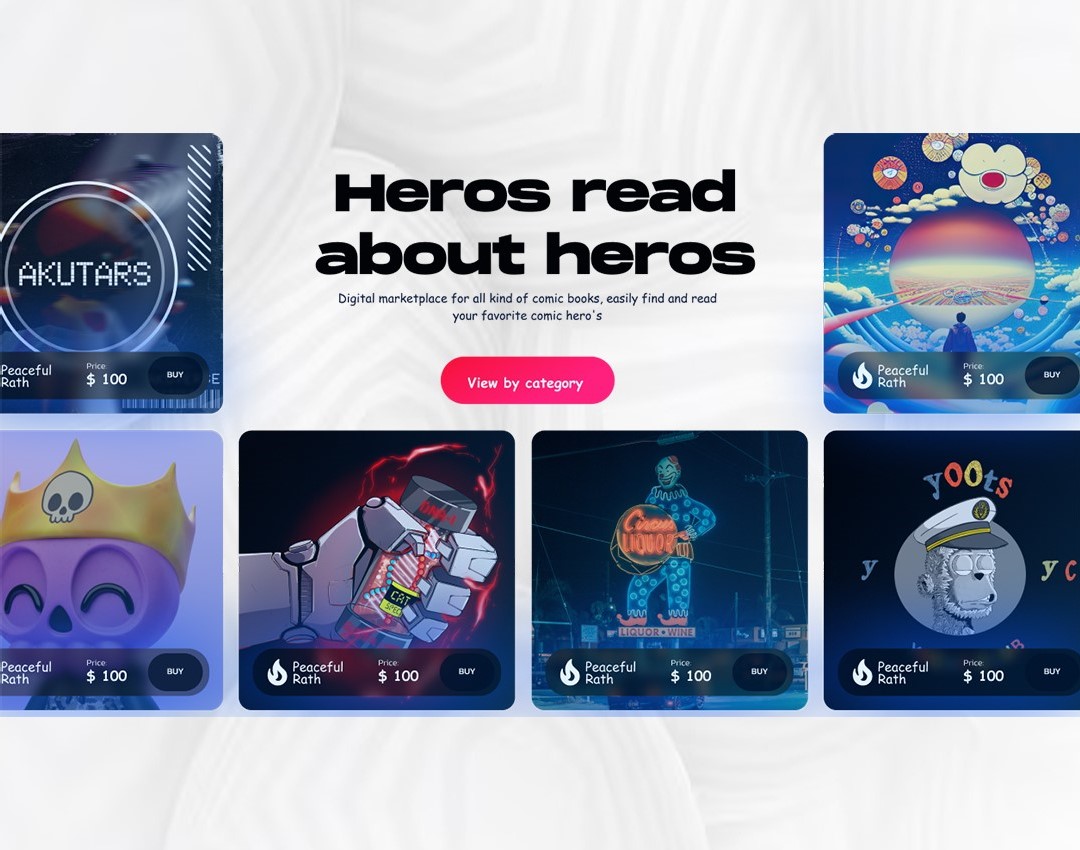 Heros read
about heros
Digital marketplace for all kind of comic books, easily find and read
your favorite comic hero's
View by category
AKUTARS
Peaceful
Rath
Price:
$ 100
BUY
Peaceful
Rath
Price:
$ 100
BUY
Peaceful
Rath
Price:
$ 100
BUY
CAT
Peaceful
Rath
Price:
$ 100
BUY
Circus
LIQUOR
LIQUOR★WINE
Peaceful
Rath
Price:
$ 100
BUY
yOOts
y
y C
Peaceful
Rath
Price:
$ 100
BUY